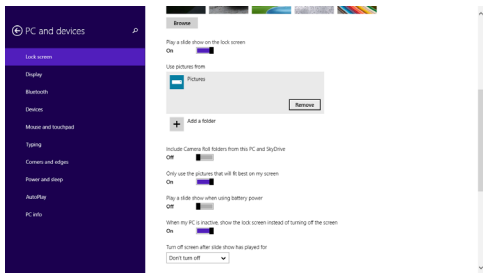 PC and devices
Lock screen
Display
Bluetooth
Devices
Mouse and touchpad
Typing
Corners and edges
Power and sleep
AutoPlay
PC info
Browse
Play a slide show on the lock screen
On
Use pictures from
Pictures
Remove
Add a folder
Include Camera Roll folders from this PC and SkyDrive
Off
Only use the pictures that will fit best on my screen
On
Play a slide show when using battery power
Off
When my PC is inactive, show the lock screen instead of turning off the screen
On
Turn off screen after slide show has played for
Don't turn off